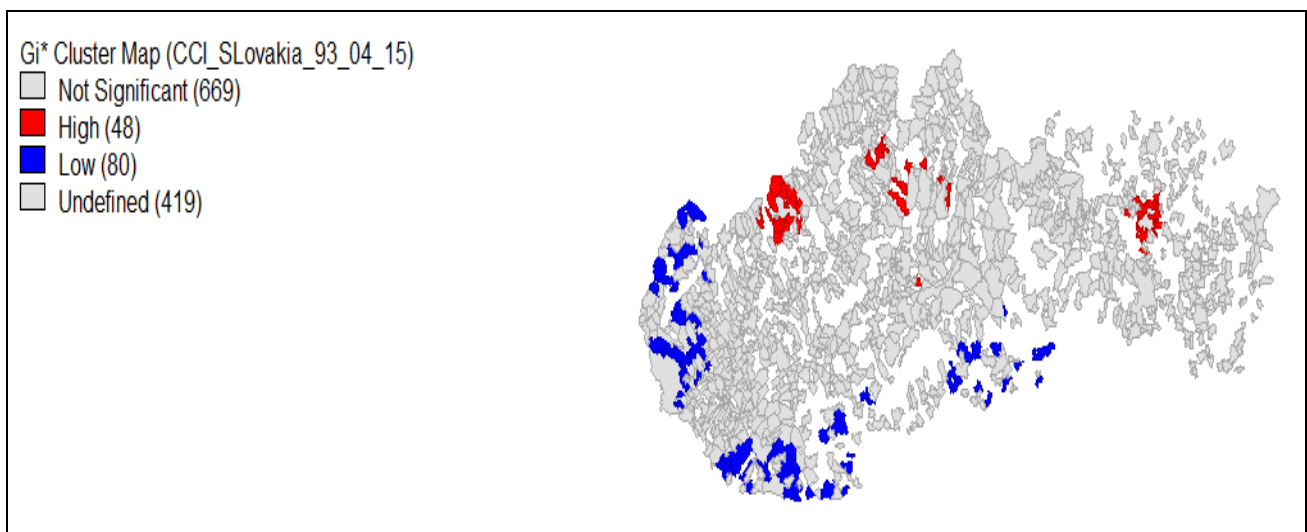 Gi* Cluster Map (CCI_SLovakia_93_04_15)
Not Significant (669)
High (48)
Low (80)
Undefined (419)